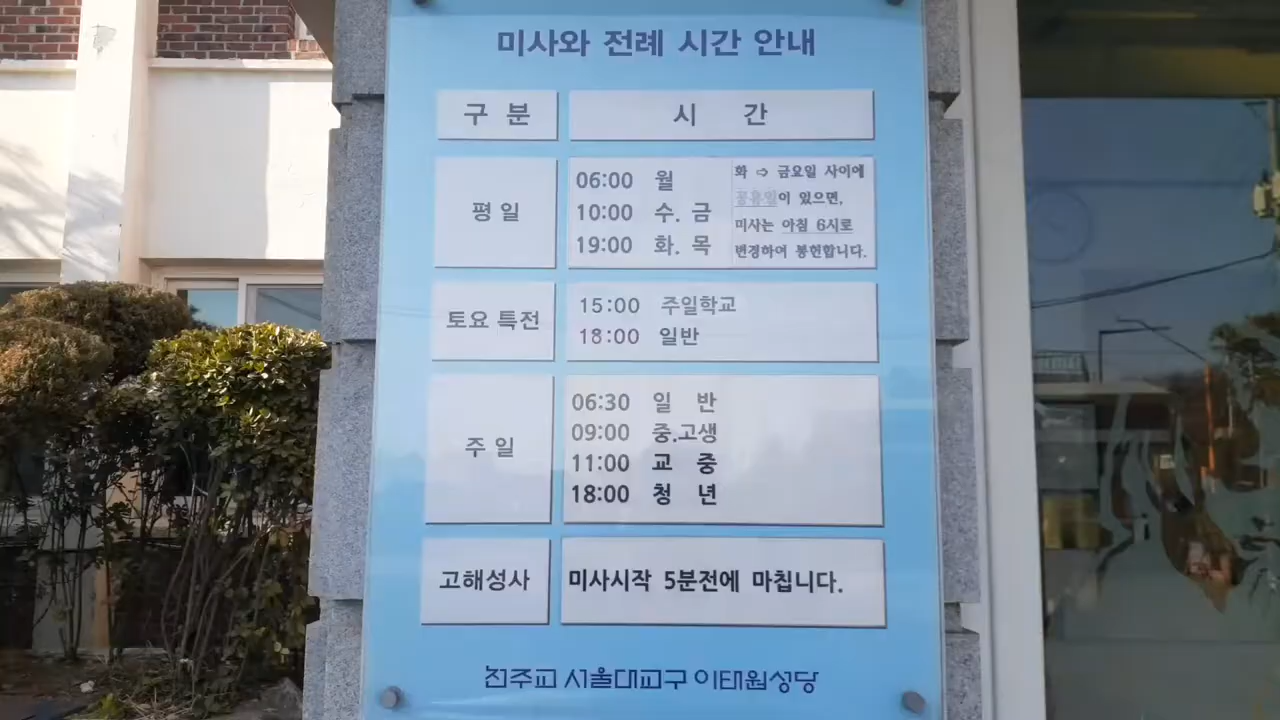 미사와 전례 시간 안내
구 분 시 간
평 일
06:00 월
10:00 수. 금
19:00 화. 목
화 ⇨ 금요일 사이에
공휴일이 있으면,
미사는 아침 6시로
변경하여 봉헌합니다.
토요 특전
15:00 주일학교
18:00 일반
주 일
06:30 일 반
09:00 중.고생
11:00 교 중
18:00 청 년
고해성사 미사시작 5분전에 마칩니다.
천주교 서울대교구 이태원성당